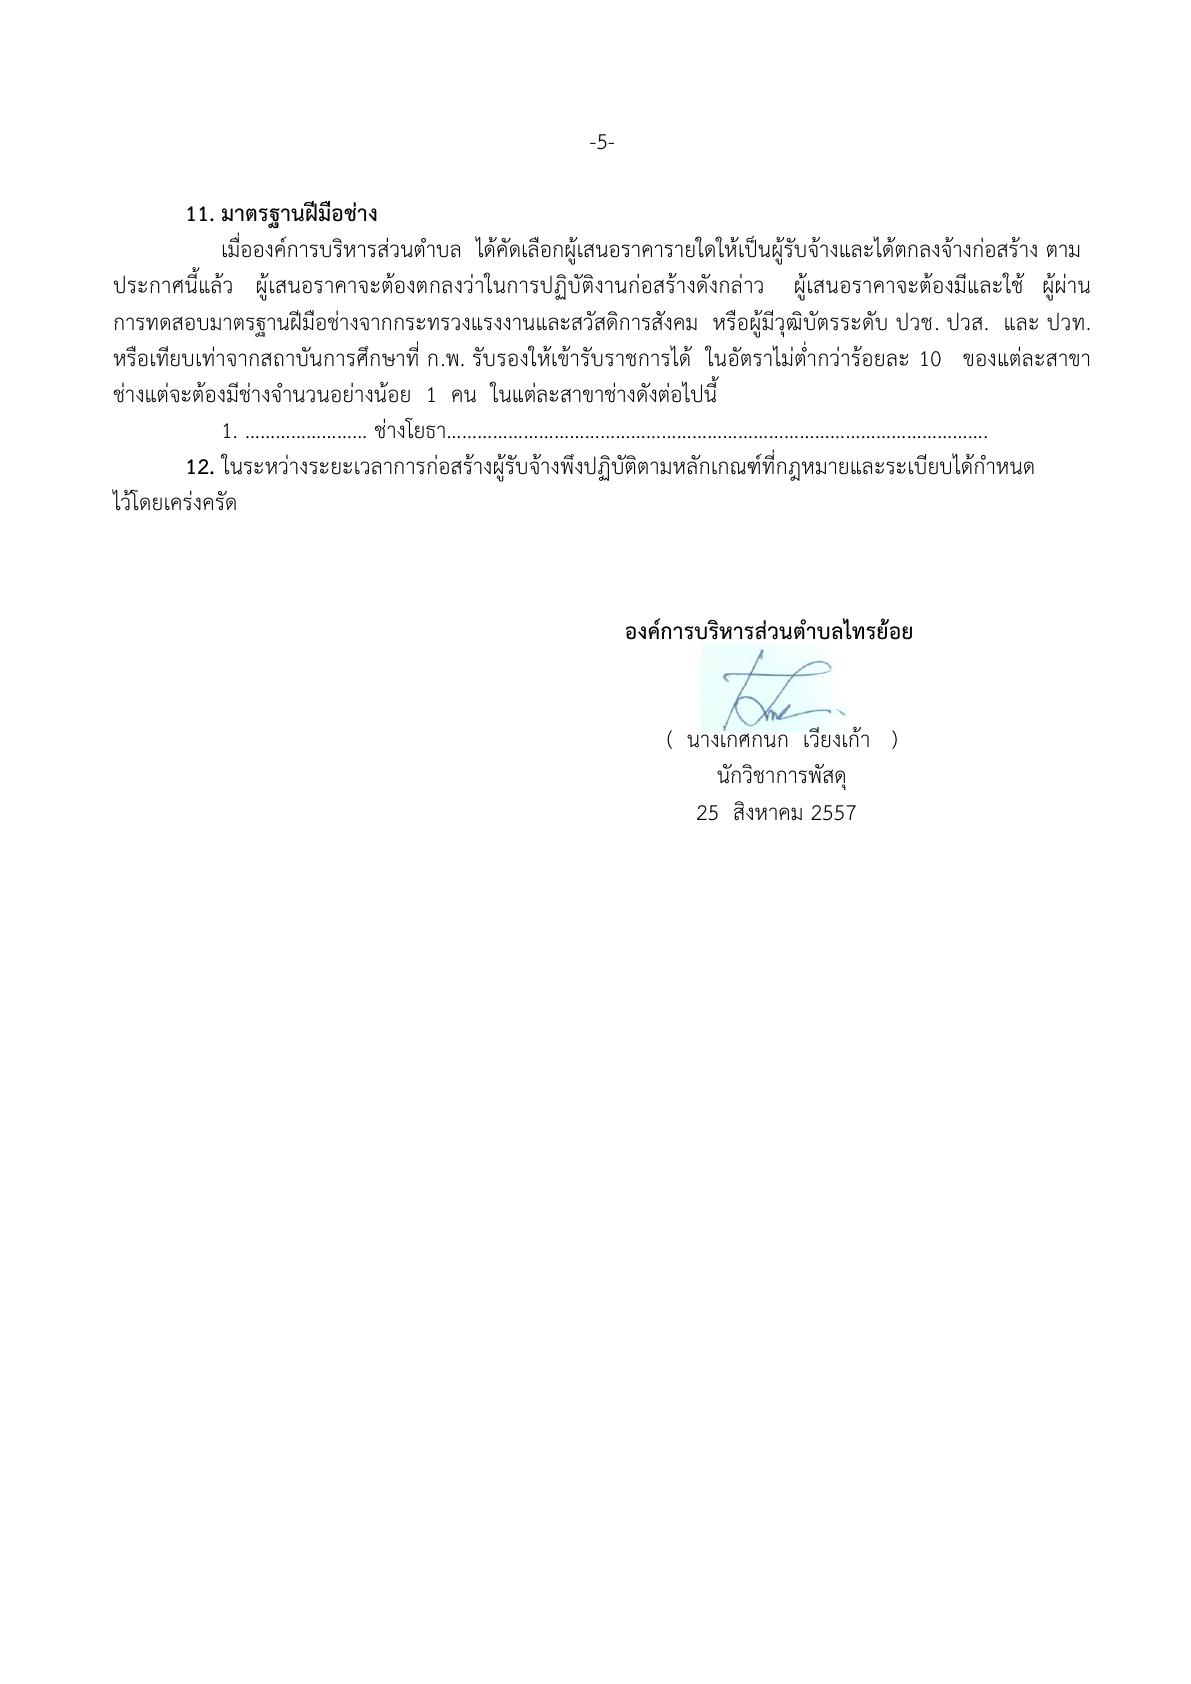 -5-
11. มาตรฐานฝีมือช่าง
เมื่อองค์การบริหารส่วนตำบล ได้คัดเลือกผู้เสนอราคารายใดให้เป็นผู้รับจ้างและได้ตกลงจ้างก่อสร้าง ตาม
ประกาศนี้แล้ว ผู้เสนอราคาจะต้องตกลงว่าในการปฏิบัติงานก่อสร้างดังกล่าว ผู้เสนอราคาจะต้องมีและใช้ ผู้ผ่าน
การทดสอบมาตรฐานฝีมือช่างจากกระทรวงแรงงานและสวัสดิการสังคม หรือผู้มีวุฒิบัตรระดับ ปวช. ปวส. และ ปวท.
หรือเทียบเท่าจากสถาบันการศึกษาที่ ก.พ. รับรองให้เข้ารับราชการได้ ในอัตราไม่ต่ำกว่าร้อยละ 10 ของแต่ละสาขา
ช่างแต่จะต้องมีช่างจำนวนอย่างน้อย 1 คน ในแต่ละสาขาช่างดังต่อไปนี้
1. ........................ ช่างโยธา..........................................................................................................
12. ในระหว่างระยะเวลาการก่อสร้างผู้รับจ้างพึงปฏิบัติตามหลักเกณฑ์ที่กฎหมายและระเบียบได้กำหนด
ไว้โดยเคร่งครัด
องค์การบริหารส่วนตำบลไทรย้อย
( นางเกศกนก เวียงเก้า )
นักวิชาการพัสดุ
25 สิงหาคม 2557